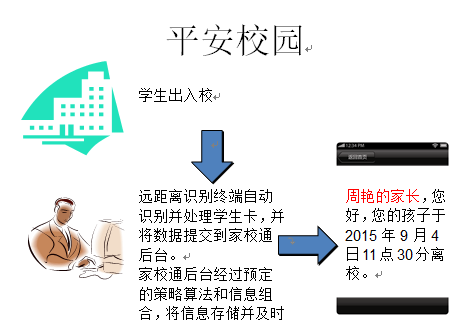 平安校园
学生出入校
远距离识别终端自动
识别并处理学生卡，并
将数据提交到家校通
后台。
家校通后台经过预定
的策略算法和信息组
合，将信息存储并及时
12:34 PM
返回首页
周艳的家长，您
好，您的孩子于
2015 年 9 月 4
日 11 点 30 分离
校。